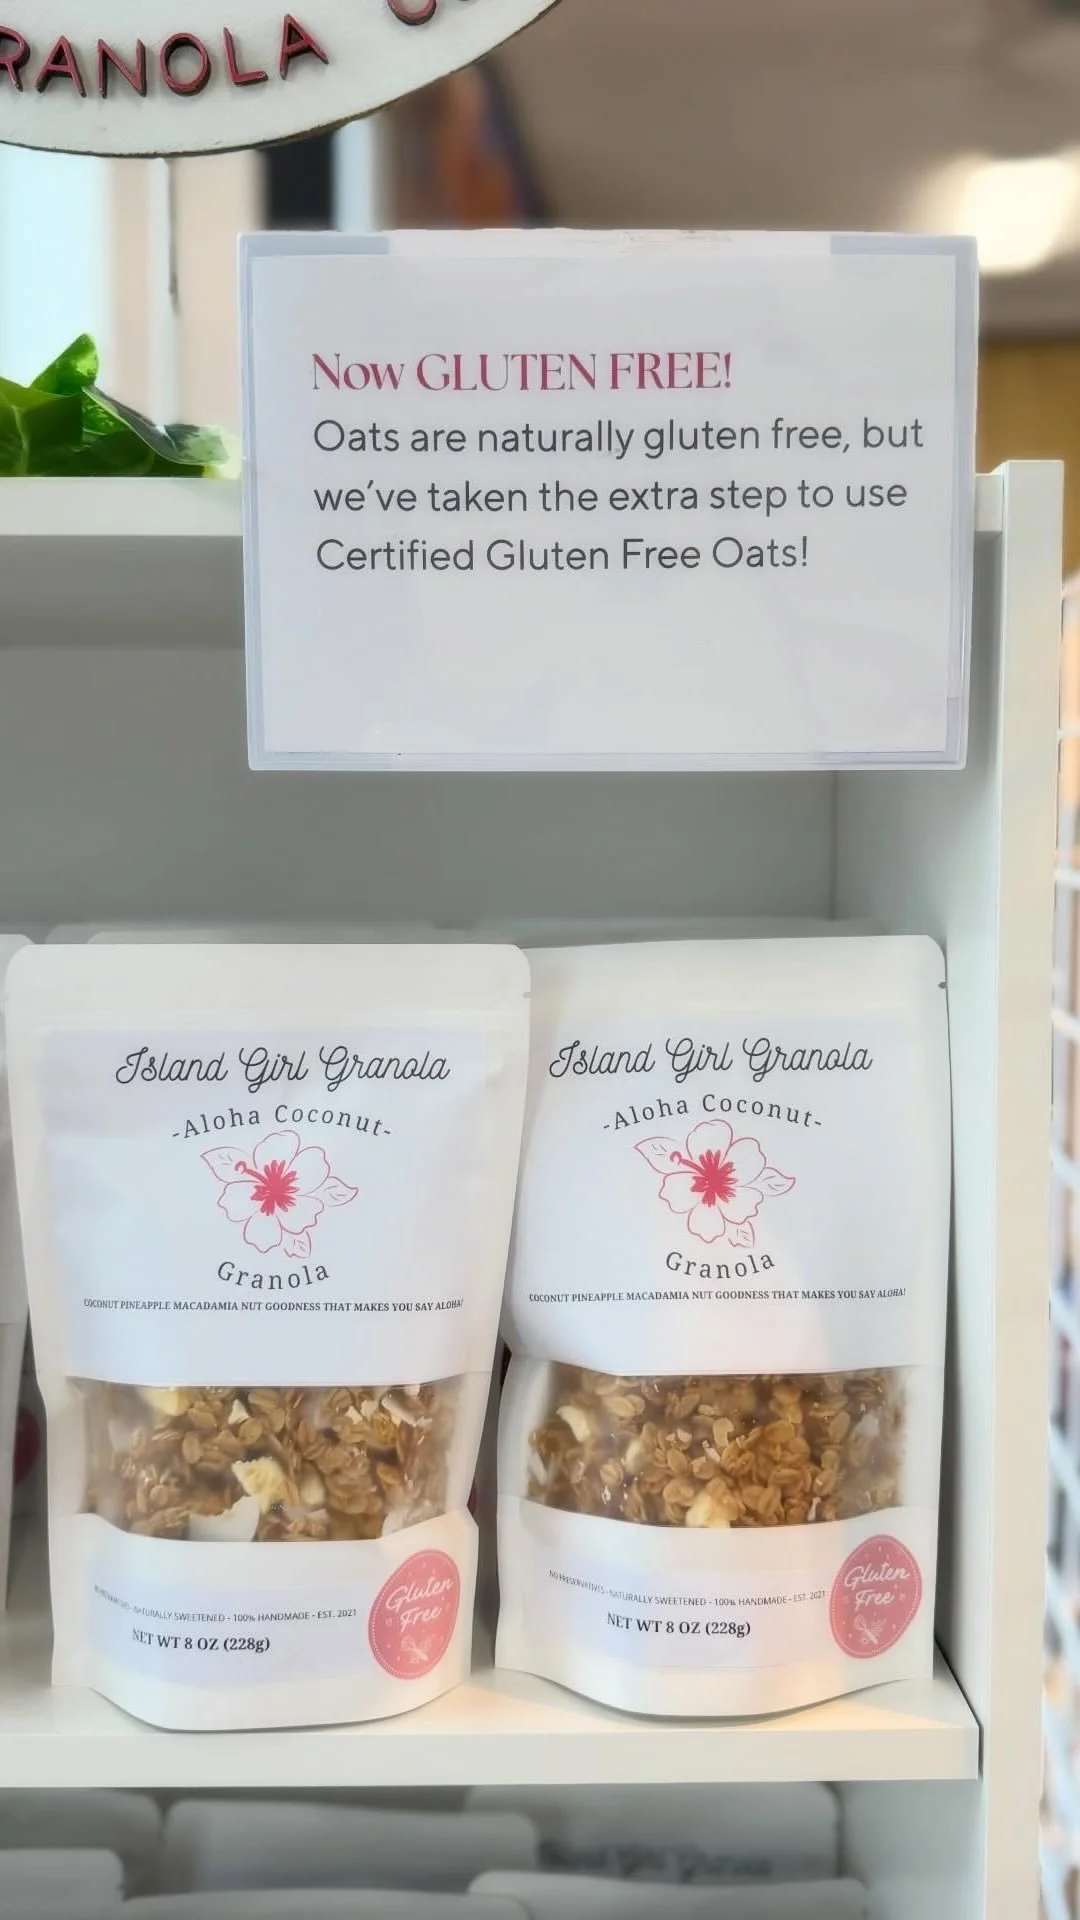 RANOLA
Now GLUTEN FREE!
Oats are naturally gluten free, but
we've taken the extra step to use
Certified Gluten Free Oats!
Island Girl Granola
-Aloha Coconut-
Granola
COCONUT PINEAPPLE MACADAMIA NUT GOODNESS THAT MAKES YOU SAY ALOHA!
NATURALLY SWEETENED - 100% HANDMADE - EST. 2021
NET WT 8 OZ (228g)
Gluten
Free
Island Girl Granola
-Aloha Coconut-
Granola
COCONUT PINEAPPLE MACADAMIA NUT GOODNESS THAT MAKES YOU SAY ALOHA!
NO PRESERVATIVES - NATURALLY SWEETENED - 100% HANDMADE - EST. 2021
NET WT 8 OZ (228g)
Gluten
Free